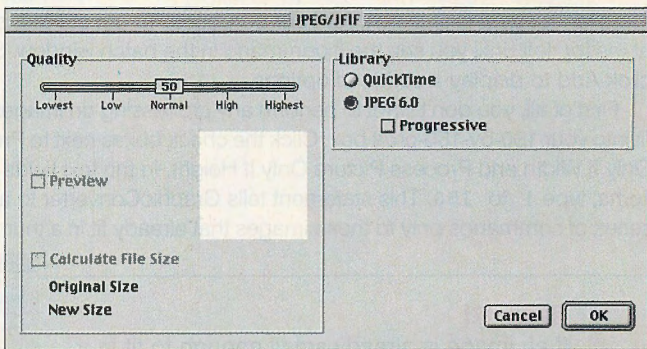 JPEG/JFIF
Quality
50
Lowest Low Normal High Highest
Preview
Calculate File Size
Original Size
New Size
Library
QuickTime
JPEG 6.0
Progressive
Cancel OK